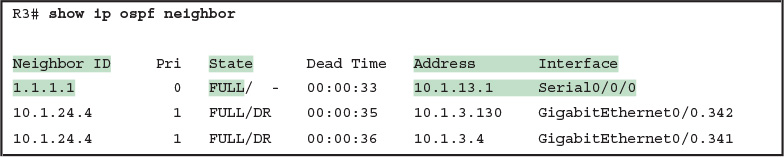 R3# show ip ospf neighbor
Neighbor ID Pri State Dead Time Address Interface
1.1.1.1 0 FULL/ - 00:00:33 10.1.13.1 Serial0/0/0
10.1.24.4 1 FULL/DR 00:00:35 10.1.3.130 GigabitEthernet0/0.342
10.1.24.4 1 FULL/DR 00:00:36 10.1.3.4 GigabitEthernet0/0.341